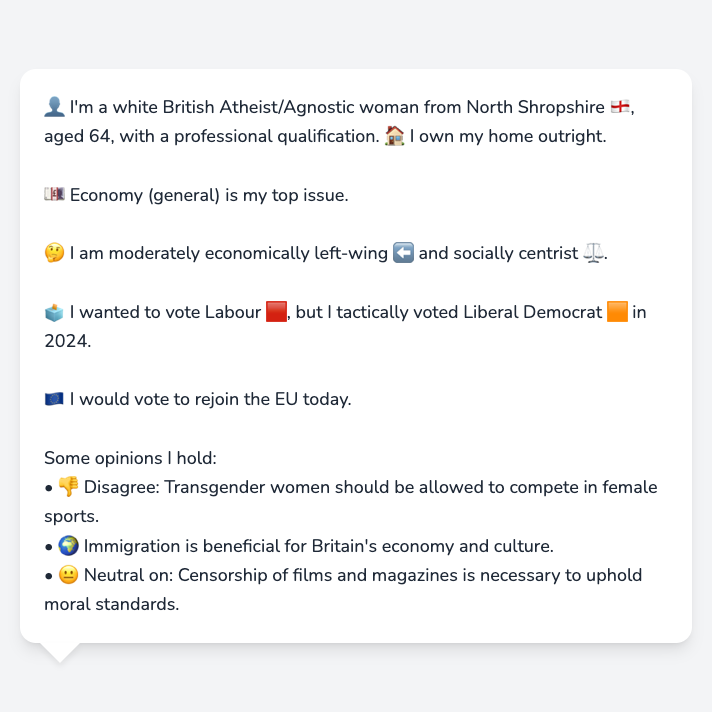 👤 I'm a white British Atheist/Agnostic woman from North Shropshire 🏴󠁧󠁢󠁥󠁮󠁧󠁿,
aged 64, with a professional qualification. 🏠 I own my home outright.
💷 Economy (general) is my top issue.
🤔 I am moderately economically left-wing ⬅️ and socially centrist ⚖️.
🗳️ I wanted to vote Labour 🟥, but I tactically voted Liberal Democrat 🟧 in
2024.
🇪🇺 I would vote to rejoin the EU today.
Some opinions I hold:
• 👎 Disagree: Transgender women should be allowed to compete in female
sports.
• 🌍 Immigration is beneficial for Britain's economy and culture.
• 😐 Neutral on: Censorship of films and magazines is necessary to uphold
moral standards.